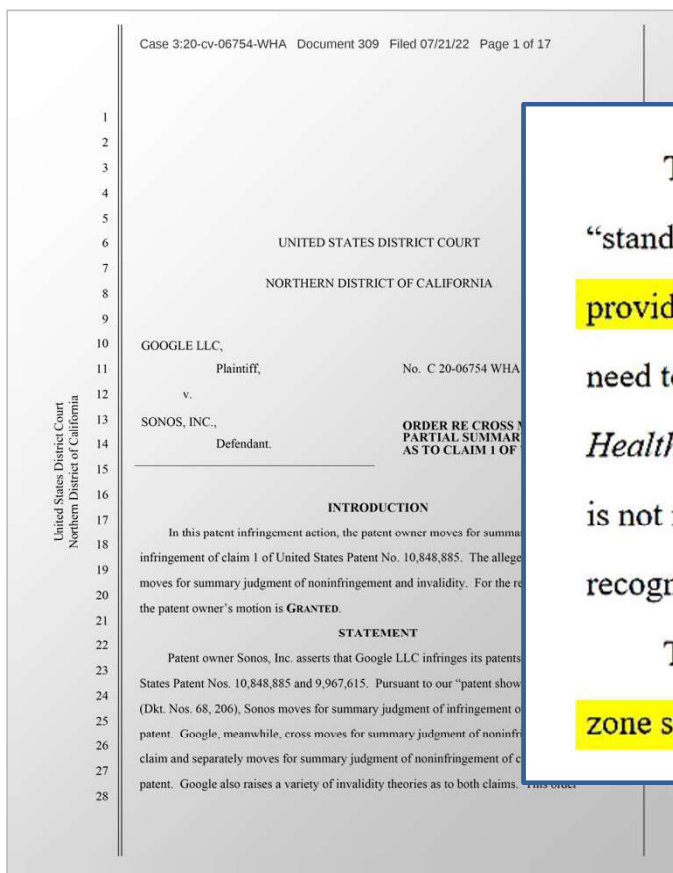 Case 3:20-cv-06754-WHA Document 309 Filed 07/21/22 Page 1 of 17
1
2
3
4
5
6
7
8
9
10
11
12
13
14
15
16
17
18
19
20
21
22
23
24
25
26
27
28
United States District Court
Northern District of California
UNITED STATES DISTRICT COURT
NORTHERN DISTRICT OF CALIFORNIA
GOOGLE LLC,
Plaintiff, No. C 20-06754 WHA
v.
SONOS, INC.,
Defendant.
ORDER RE CROSS
PARTIAL SUMMAR
AS TO CLAIM 1 OF
INTRODUCTION
In this patent infringement action, the patent owner moves for summa
infringement of claim 1 of United States Patent No. 10,848,885. The allege
moves for summary judgment of noninfringement and invalidity. For the re
the patent owner's motion is GRANTED.
STATEMENT
Patent owner Sonos, Inc. asserts that Google LLC infringes its patents
States Patent Nos. 10,848,885 and 9,967,615. Pursuant to our “patent show
(Dkt. Nos. 68, 206), Sonos moves for summary judgment of infringement o
patent. Google, meanwhile, cross moves for summary judgment of noninfri
claim and separately moves for summary judgment of noninfringement of c
patent. Google also raises a variety of invalidity theories as to both claims. This order
T
“stand
provid
need to
Health
is not
recogn
T
zone s